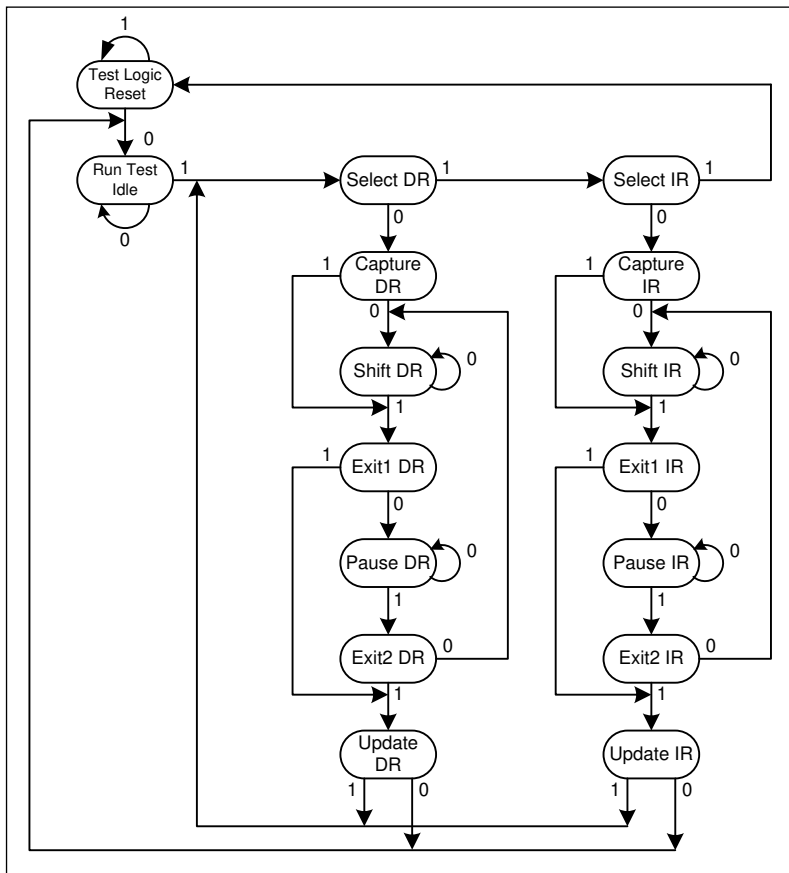 1
Test Logic
Reset
0
Run Test
Idle
1
0
Select DR
1
Select IR
1
0
0
Capture
DR
1
0
Capture
IR
1
0
Shift DR
0
1
Shift IR
0
1
Exit1 DR
1
0
Exit1 IR
1
0
Pause DR
0
1
Pause IR
0
1
Exit2 DR
0
1
Exit2 IR
0
1
Update
DR
1
0
Update IR
1
0